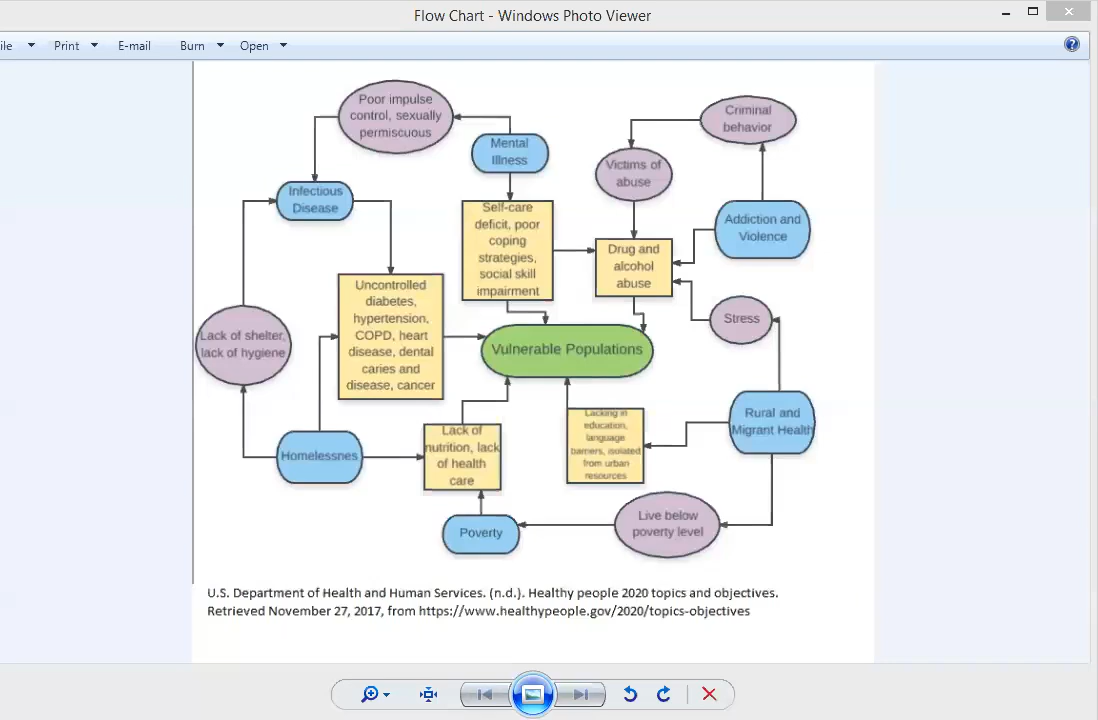 Flow Chart - Windows Photo Viewer
ile Print E-mail Burn Open
Poor impulse
control, sexually
permiscuous
Criminal
behavior
Mental
Illness
Victims of
abuse
Infectious
Disease
Self-care
deficit, poor
coping
strategies,
social skill
impairment
Addiction and
Violence
Drug and
alcohol
abuse
Uncontrolled
diabetes,
hypertension,
COPD, heart
disease, dental
caries and
disease, cancer
Stress
Lack of shelter,
lack of hygiene
Vulnerable Populations
Rural and
Migrant Health
Lacking in
education,
language
barriers, isolated
from urban
resources
Lack of
nutrition, lack
of health
care
Homelessnes
Live below
poverty level
Poverty
U.S. Department of Health and Human Services. (n.d.). Healthy people 2020 topics and objectives.
Retrieved November 27, 2017, from https://www.healthypeople.gov/2020/topics-objectives